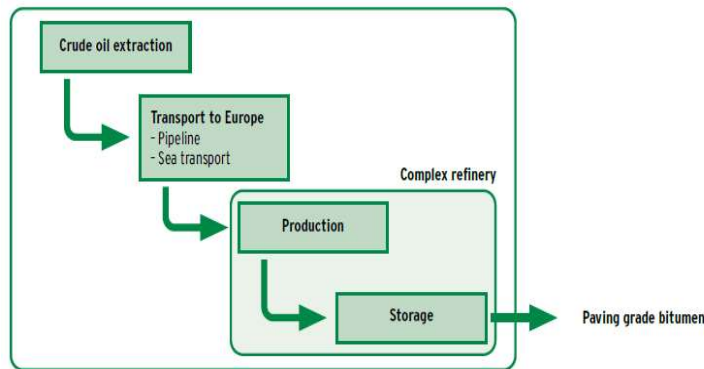 Crude oil extraction
Transport to Europe
- Pipeline
- Sea transport
Complex refinery
Production
Storage
Paving grade bitumen